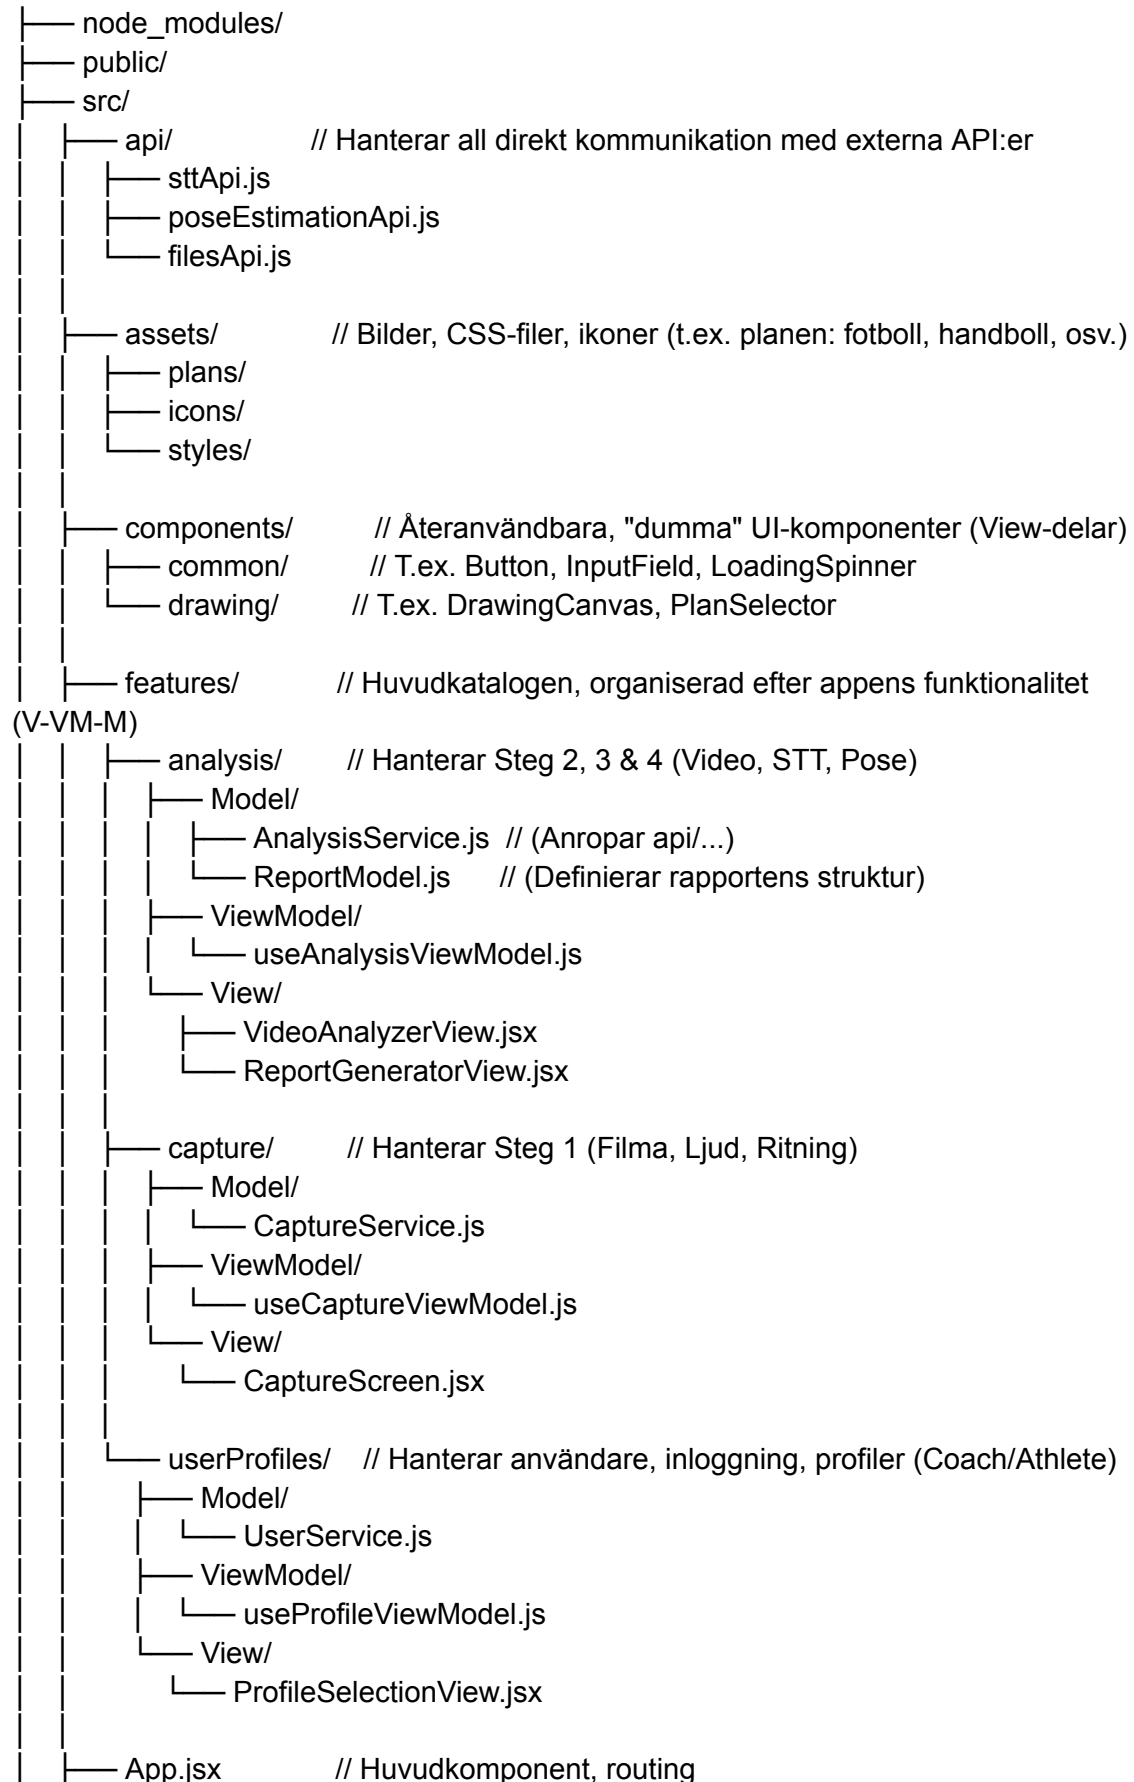 ├── node_modules/
├── public/
├── src/
│ ├── api/ // Hanterar all direkt kommunikation med externa API:er
│ │ ├── sttApi.js
│ │ ├── poseEstimationApi.js
│ │ └── filesApi.js
│ │
│ ├── assets/ // Bilder, CSS-filer, ikoner (t.ex. planen: fotboll, handboll, osv.)
│ │ ├── plans/
│ │ ├── icons/
│ │ └── styles/
│ │
│ ├── components/ // Återanvändbara, "dumma" UI-komponenter (View-delar)
│ │ ├── common/ // T.ex. Button, InputField, LoadingSpinner
│ │ └── drawing/ // T.ex. DrawingCanvas, PlanSelector
│ │
│ ├── features/ // Huvudkatalogen, organiserad efter appens funktionalitet
(V-VM-M)
│ │ ├── analysis/ // Hanterar Steg 2, 3 & 4 (Video, STT, Pose)
│ │ │ ├── Model/
│ │ │ │ ├── AnalysisService.js // (Anropar api/...)
│ │ │ │ └── ReportModel.js // (Definierar rapportens struktur)
│ │ │ ├── ViewModel/
│ │ │ │ └── useAnalysisViewModel.js
│ │ │ └── View/
│ │ │ ├── VideoAnalyzerView.jsx
│ │ │ └── ReportGeneratorView.jsx
│ │ │
│ │ ├── capture/ // Hanterar Steg 1 (Filma, Ljud, Ritning)
│ │ │ ├── Model/
│ │ │ │ └── CaptureService.js
│ │ │ ├── ViewModel/
│ │ │ │ └── useCaptureViewModel.js
│ │ │ └── View/
│ │ │ └── CaptureScreen.jsx
│ │ │
│ │ └── userProfiles/ // Hanterar användare, inloggning, profiler (Coach/Athlete)
│ │ ├── Model/
│ │ │ └── UserService.js
│ │ ├── ViewModel/
│ │ │ └── useProfileViewModel.js
│ │ └── View/
│ │ └── ProfileSelectionView.jsx
│ │
│ ├── App.jsx // Huvudkomponent, routing